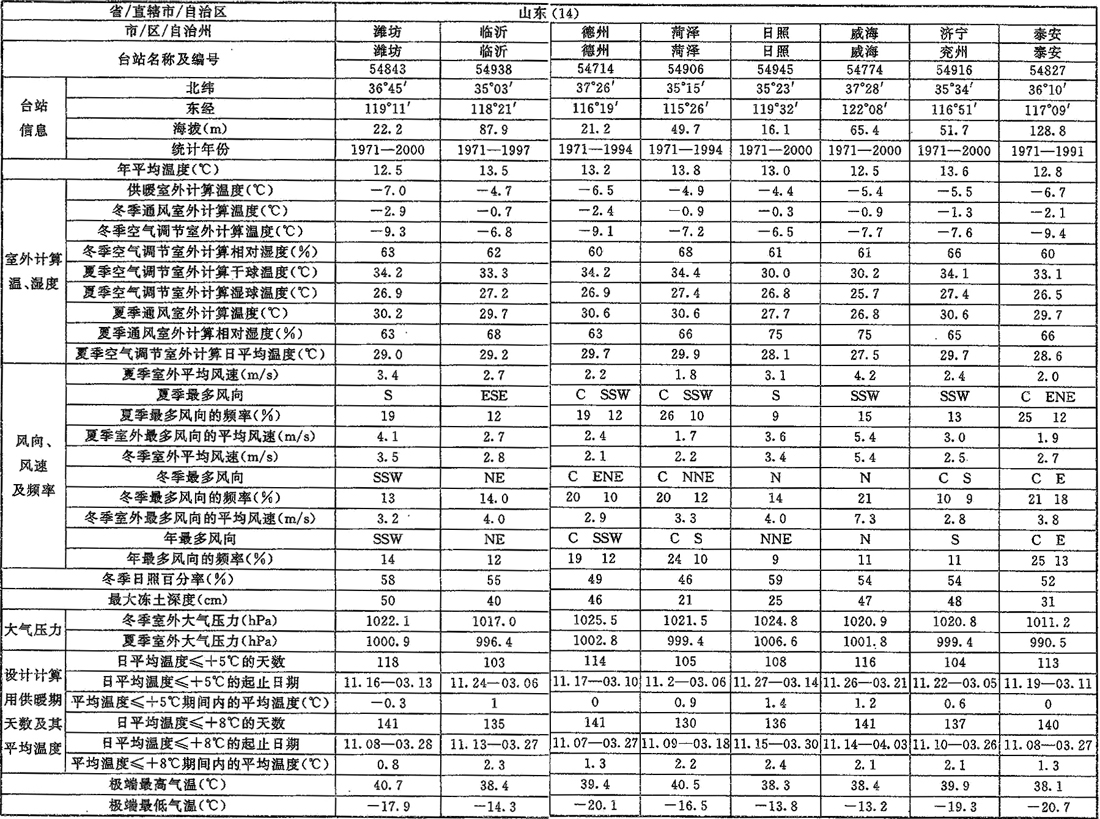 省/直辖市/自治区 山东(14)
市/区/自治州 潍坊 临沂 德州 菏泽 日照 威海 济宁 泰安
台站名称及编号 潍坊 临沂 德州 菏泽 日照 威海 兖州 泰安
54843 54938 54714 54906 54945 54774 54916 54827
台站信息 北纬 36°45′ 35°03′ 37°26′ 35°15′ 35°23′ 37°28′ 35°34′ 36°10′
东经 119°11′ 118°21′ 116°19′ 115°26′ 119°32′ 122°08′ 116°51′ 117°09′
海拔(m) 22.2 87.9 21.2 49.7 16.1 65.4 51.7 128.8
统计年份 1971—2000 1971—1997 1971—1994 1971—1994 1971—2000 1971—2000 1971—2000 1971—1991
年平均温度(℃) 12.5 13.5 13.2 13.8 13.0 12.5 13.6 12.8
室外计算温、湿度 供暖室外计算温度(℃) −7.0 −4.7 −6.5 −4.9 −4.4 −5.4 −5.5 −6.7
冬季通风室外计算温度(℃) −2.9 −0.7 −2.4 −0.9 −0.3 −0.9 −1.3 −2.1
冬季空气调节室外计算温度(℃) −9.3 −6.8 −9.1 −7.2 −6.5 −7.7 −7.6 −9.4
冬季空气调节室外计算相对湿度(%) 63 62 60 68 61 61 66 60
夏季空气调节室外计算干球温度(℃) 34.2 33.3 34.2 34.4 30.0 30.2 34.1 33.1
夏季空气调节室外计算湿球温度(℃) 26.9 27.2 26.9 27.4 26.8 25.7 27.4 26.5
夏季通风室外计算温度(℃) 30.2 29.7 30.6 30.6 27.7 26.8 30.6 29.7
夏季通风室外计算相对湿度(%) 63 68 63 66 75 75 65 66
夏季空气调节室外计算日平均温度(℃) 29.0 29.2 29.7 29.9 28.1 27.5 29.7 28.6
风向、风速及频率 夏季室外平均风速(m/s) 3.4 2.7 2.2 1.8 3.1 4.2 2.4 2.0
夏季最多风向 S ESE C SSW C SSW S SSW SSW C ENE
夏季最多风向的频率(%) 19 12 19 12 26 10 9 15 13 25 12
夏季室外最多风向的平均风速(m/s) 4.1 2.7 2.4 1.7 3.6 5.4 3.0 1.9
冬季室外平均风速(m/s) 3.5 2.8 2.1 2.2 3.4 5.4 2.5 2.7
冬季最多风向 SSW NE C ENE C NNE N N C S C E
冬季最多风向的频率(%) 13 14.0 20 10 20 12 14 21 10 9 21 18
冬季室外最多风向的平均风速(m/s) 3.2 4.0 2.9 3.3 4.0 7.3 2.8 3.8
年最多风向 SSW NE C SSW C S NNE N S C E
年最多风向的频率(%) 14 12 19 12 24 10 9 11 11 25 13
冬季日照百分率(%) 58 55 49 46 59 54 54 52
最大冻土深度(cm) 50 40 46 21 25 47 48 31
大气压力 冬季室外大气压力(hPa) 1022.1 1017.0 1025.5 1021.5 1024.8 1020.9 1020.8 1011.2
夏季室外大气压力(hPa) 1000.9 996.4 1002.8 999.4 1006.6 1001.8 999.4 990.5
设计计算用供暖期天数及其平均温度 日平均温度≤+5℃的天数 118 103 114 105 108 116 104 113
日平均温度≤+5℃的起止日期 11.16—03.13 11.24—03.06 11.17—03.10 11.2—03.06 11.27—03.14 11.26—03.21 11.22—03.05 11.19—03.11
平均温度≤+5℃期间内的平均温度(℃) −0.3 1 0 0.9 1.4 1.2 0.6 0
日平均温度≤+8℃的天数 141 135 141 130 136 141 137 140
日平均温度≤+8℃的起止日期 11.08—03.28 11.13—03.27 11.07—03.27 11.09—03.18 11.15—03.30 11.14—04.03 11.10—03.26 11.08—03.27
平均温度≤+8℃期间内的平均温度(℃) 0.8 2.3 1.3 2.2 2.4 2.1 2.1 1.3
极端最高气温(℃) 40.7 38.4 39.4 40.5 38.3 38.4 39.9 38.1
极端最低气温(℃) −17.9 −14.3 −20.1 −16.5 −13.8 −13.2 −19.3 −20.7